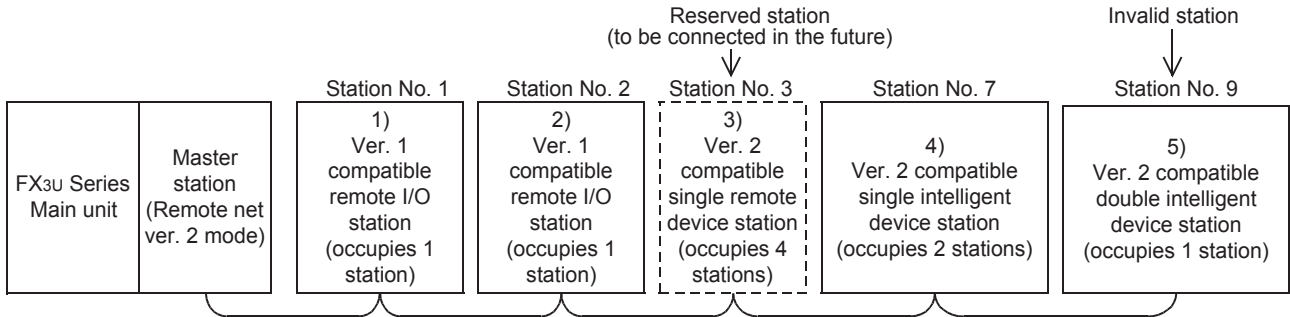 Reserved station
(to be connected in the future)
Invalid station
Station No. 1
Station No. 2
Station No. 3
Station No. 7
Station No. 9
FX3U Series
Main unit
Master
station
(Remote net
ver. 2 mode)
1)
Ver. 1
compatible
remote I/O
station
(occupies 1
station)
2)
Ver. 1
compatible
remote I/O
station
(occupies 1
station)
3)
Ver. 2
compatible
single remote
device station
(occupies 4
stations)
4)
Ver. 2 compatible
single intelligent
device station
(occupies 2 stations)
5)
Ver. 2 compatible
double intelligent
device station
(occupies 1 station)